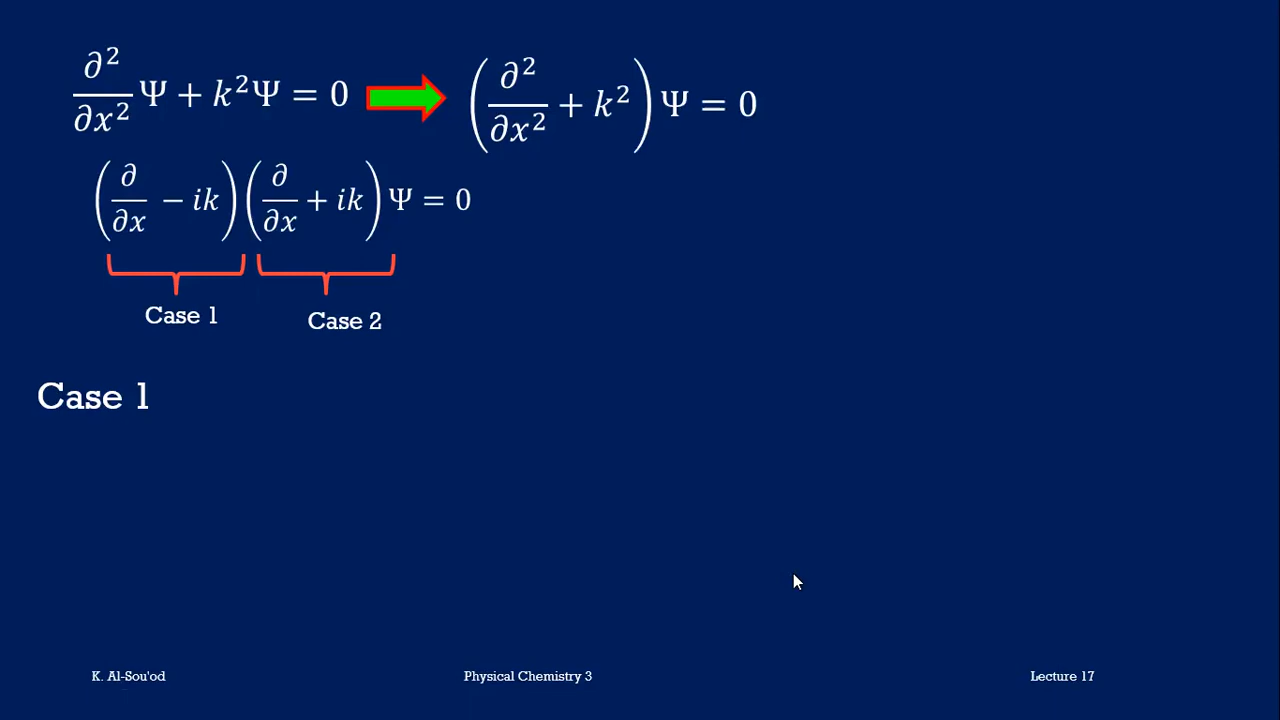 ∂²/∂x² Ψ + k²Ψ = 0 (∂²/∂x² + k²)Ψ = 0
(∂/∂x − ik)(∂/∂x + ik)Ψ = 0
Case 1 Case 2
Case 1
K. Al-Sou'od Physical Chemistry 3 Lecture 17